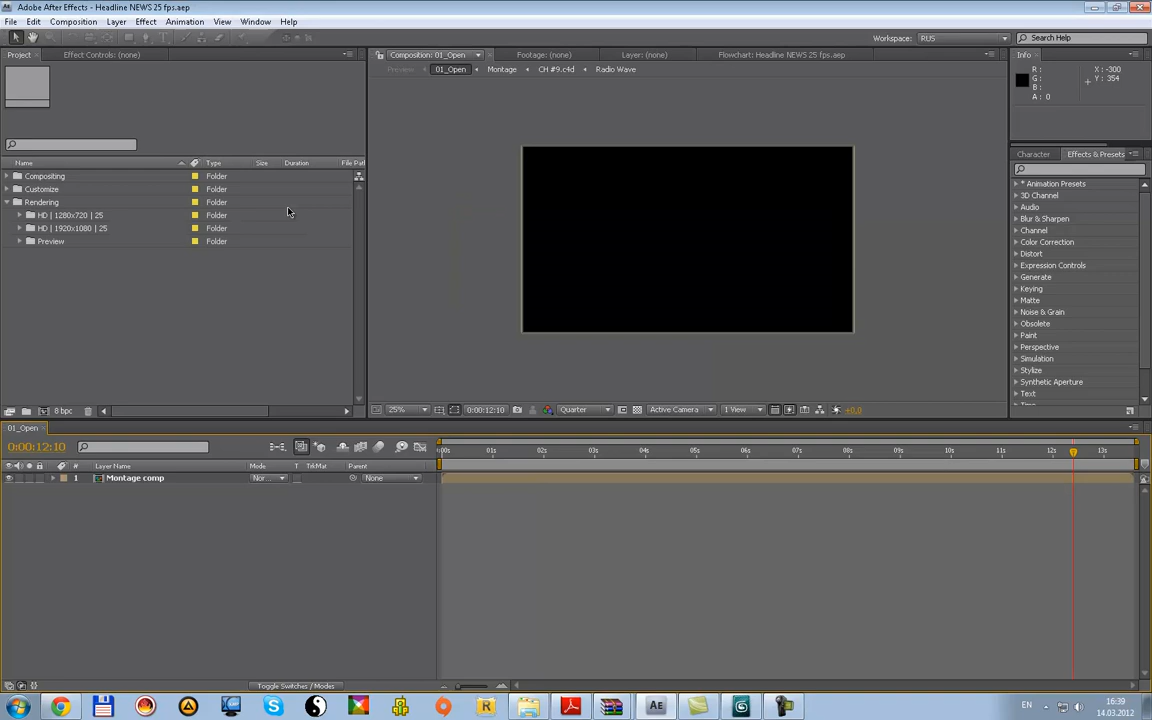 Adobe After Effects - Headline NEWS 25 fps.aep
File Edit Composition Layer Effect Animation View Window Help
Workspace: RUS Search Help
Project Effect Controls: (none) Composition: 01_Open Footage: (none) Layer: (none) Flowchart: Headline NEWS 25 fps.aep Info
01_Open Montage CH #9.c4d Radio Wave
R : X : -300
G : Y : 354
B :
A : 0
Character Effects & Presets
Name Type Size Duration File Path
Compositing Folder
Customize Folder
Rendering Folder
HD | 1280x720 | 25 Folder
HD | 1920x1080 | 25 Folder
Preview Folder
* Animation Presets
3D Channel
Audio
Blur & Sharpen
Channel
Color Correction
Distort
Expression Controls
Generate
Keying
Matte
Noise & Grain
Obsolete
Paint
Perspective
Simulation
Stylize
Synthetic Aperture
Text
8 bpc 25% 0:00:12:10 Quarter Active Camera 1 View +0,0
01_Open
0:00:12:10 :00s 01s 02s 03s 04s 05s 06s 07s 08s 09s 10s 11s 12s 13s
# Layer Name Mode T TrkMat Parent
1 Montage comp Nor... None
Toggle Switches / Modes
EN 16:39
14.03.2012